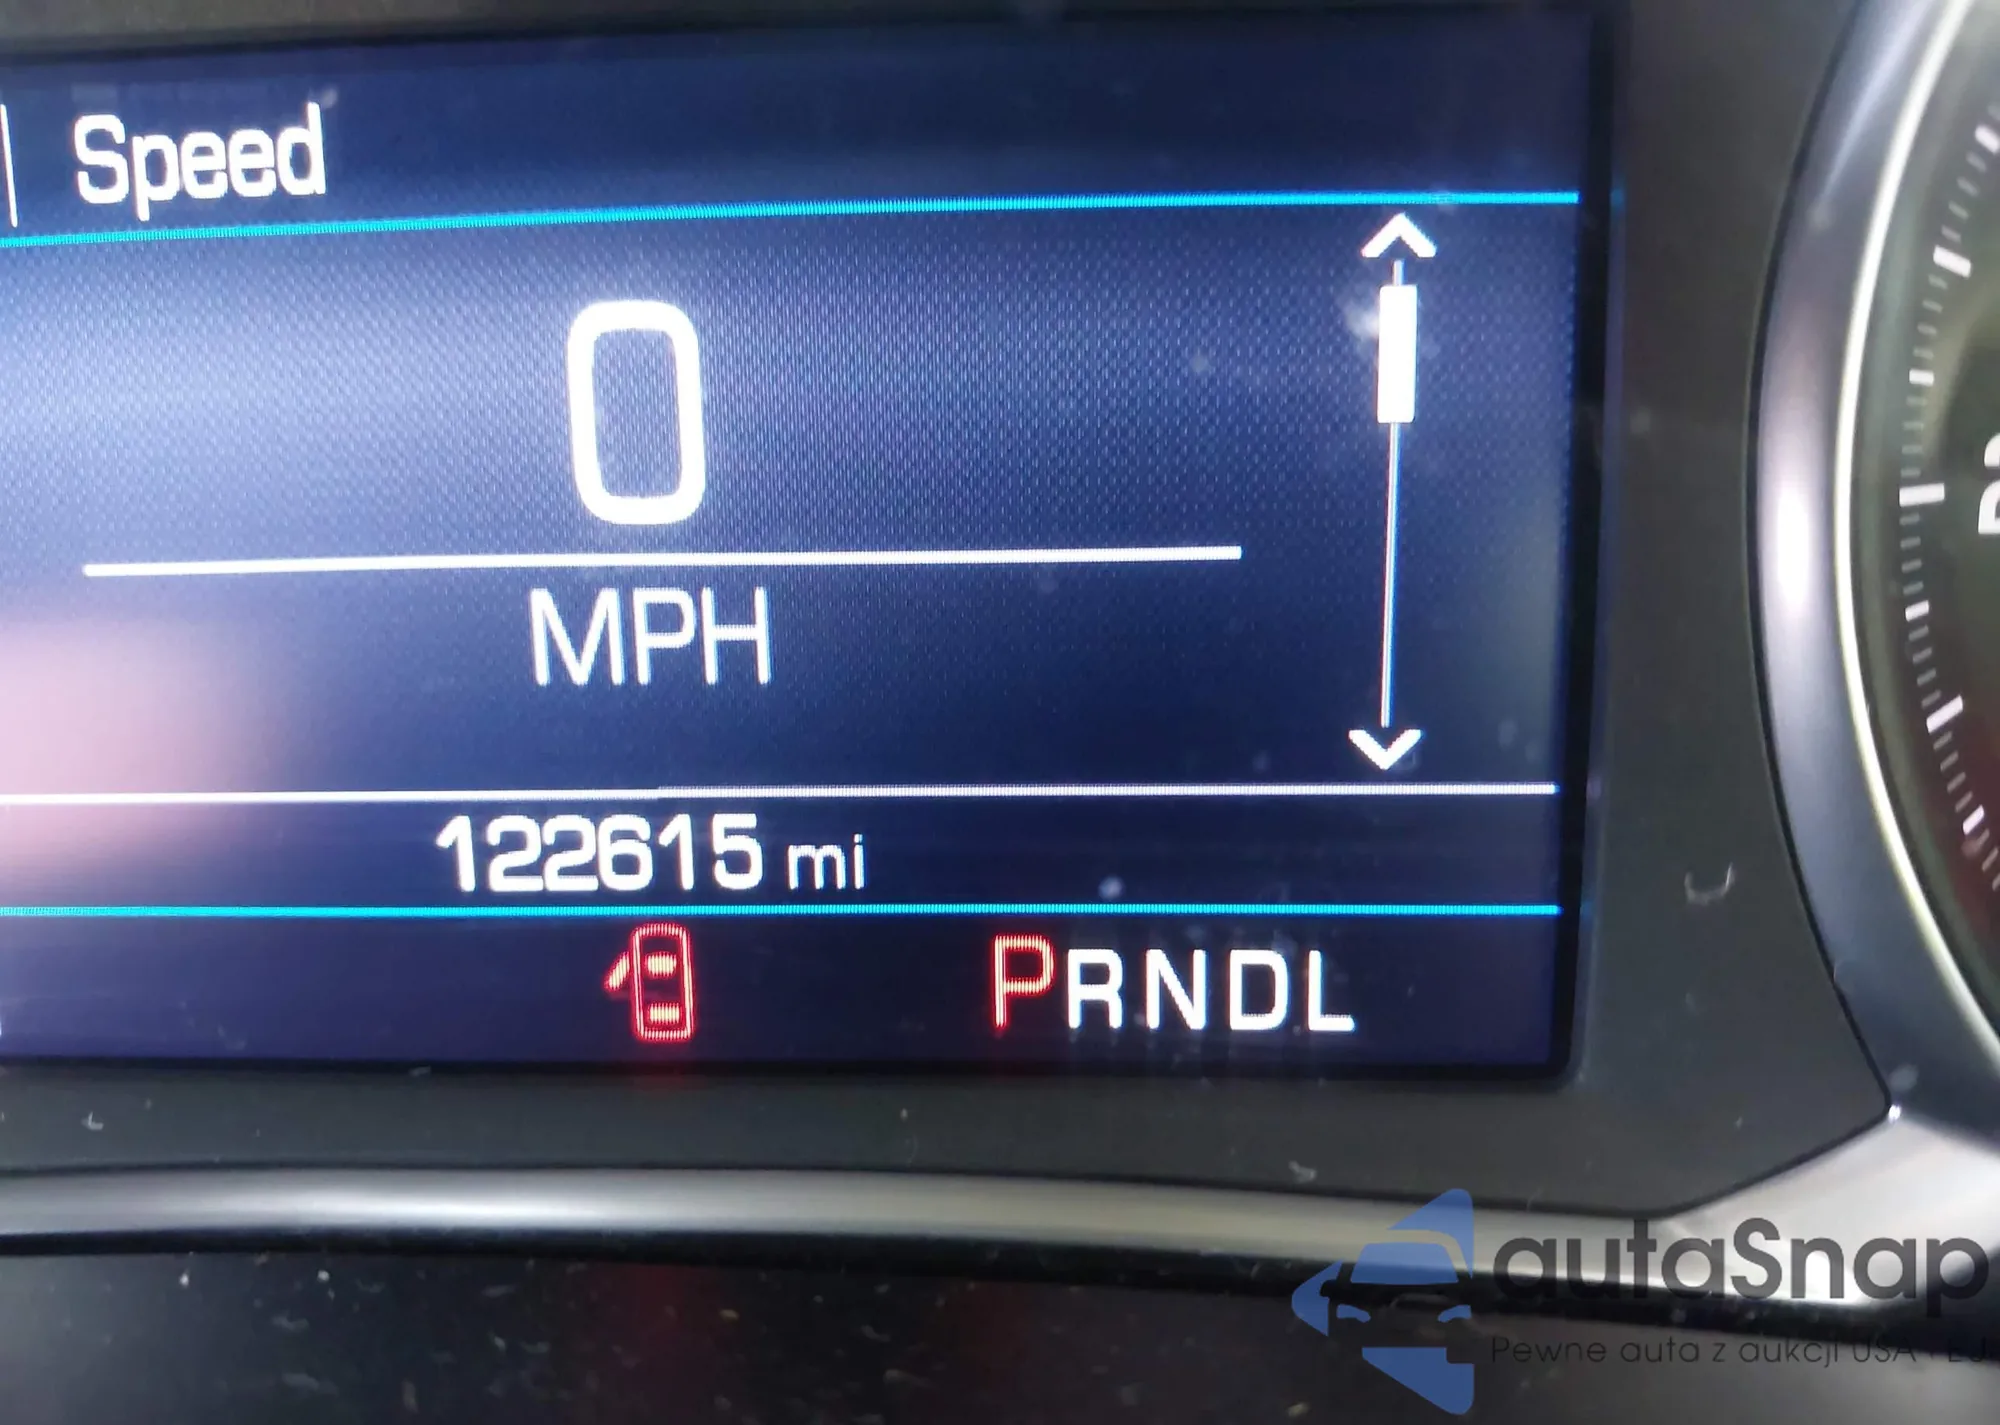 Speed
0
MPH
122615 mi
PRNDL
autaSnap
Pewne auta z aukcji USA